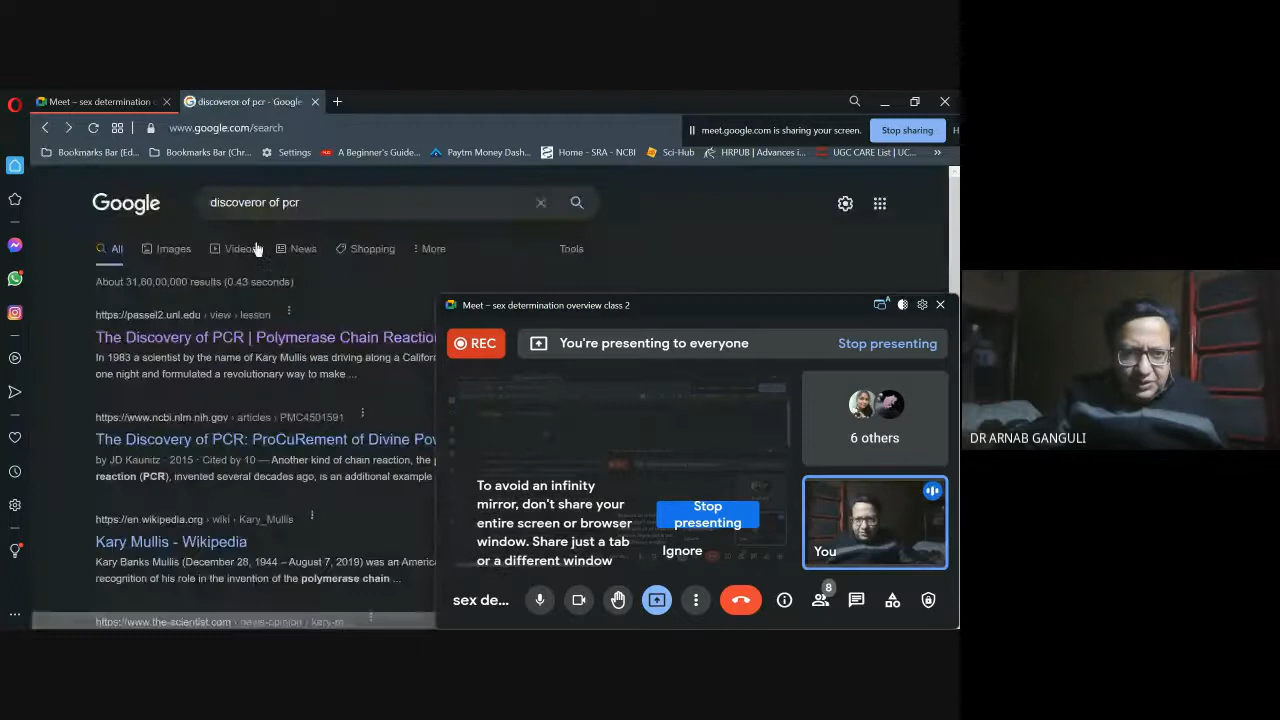 Meet – sex determination
discoveror of pcr - Google
www.google.com/search
meet.google.com is sharing your screen.
Stop sharing
H
Bookmarks Bar (Ed...
Bookmarks Bar (Chr...
Settings
A Beginner's Guide...
Paytm Money Dash...
Home - SRA - NCBI
Sci-Hub
HRPUB | Advances i...
UGC CARE List | UC...
Google
discoveror of pcr
All
Images
Videos
News
Shopping
More
Tools
About 31,60,00,000 results (0.43 seconds)
https://passel2.unl.edu › view › lesson
The Discovery of PCR | Polymerase Chain Reactio
In 1983 a scientist by the name of Kary Mullis was driving along a Californ
one night and formulated a revolutionary way to make ...
https://www.ncbi.nlm.nih.gov › articles › PMC4501591
The Discovery of PCR: ProCuRement of Divine Pow
by JD Kaunitz · 2015 · Cited by 10 — Another kind of chain reaction, the p
reaction (PCR), invented several decades ago, is an additional example
https://en.wikipedia.org › wiki › Kary_Mullis
Kary Mullis - Wikipedia
Kary Banks Mullis (December 28, 1944 – August 7, 2019) was an America
recognition of his role in the invention of the polymerase chain ...
https://www.the-scientist.com › news-opinion › kary-m
Meet – sex determination overview class 2
REC
You're presenting to everyone
Stop presenting
To avoid an infinity
mirror, don't share your
entire screen or browser
window. Share just a tab
or a different window
Stop
presenting
Ignore
6 others
You
sex de...
8
DR ARNAB GANGULI